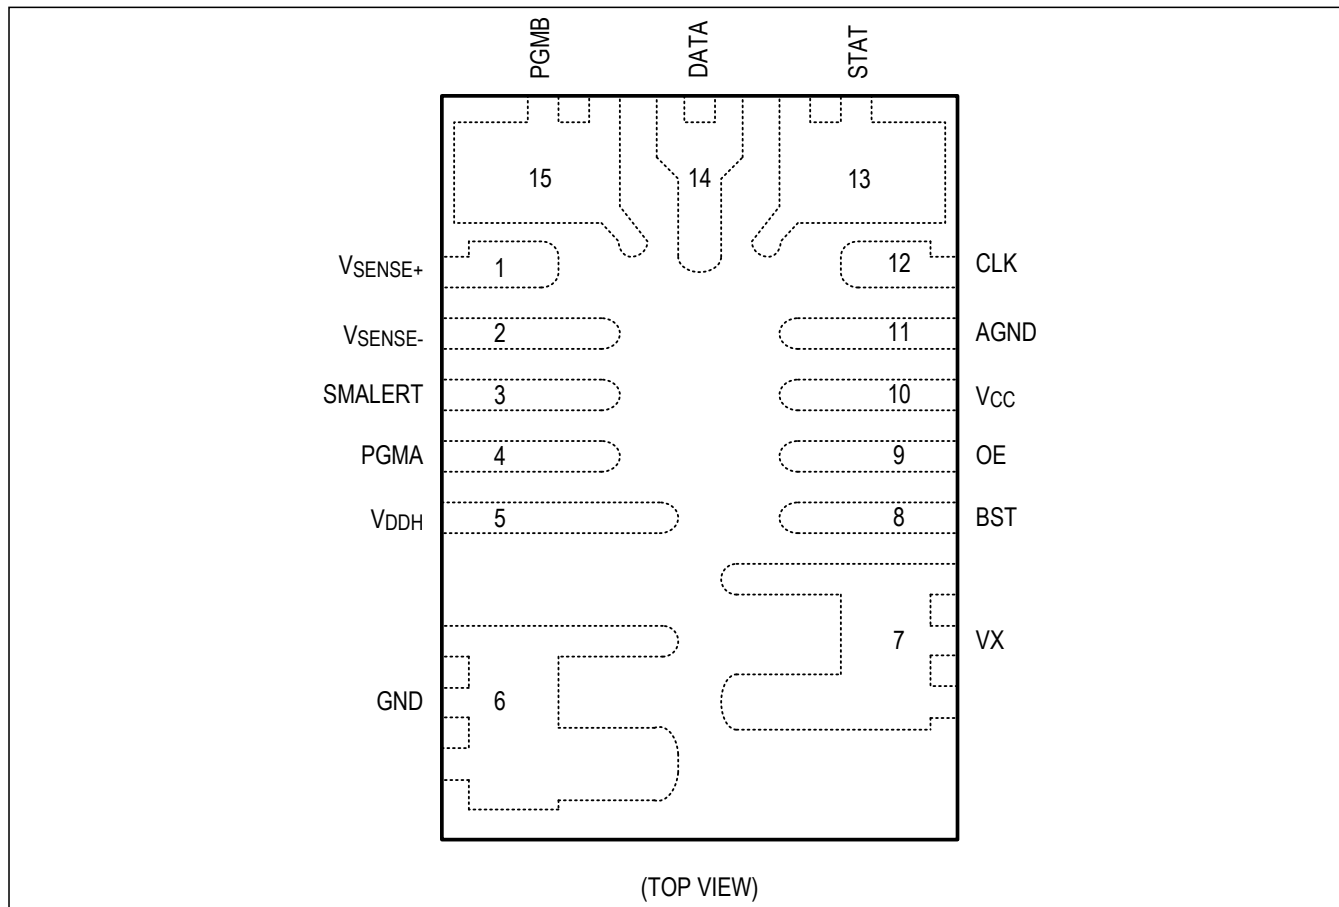 PGMB
DATA
STAT
15
14
13
VSENSE+
1
12
CLK
VSENSE-
2
11
AGND
SMALERT
3
10
VCC
PGMA
4
9
OE
VDDH
5
8
BST
7
VX
GND
6
(TOP VIEW)